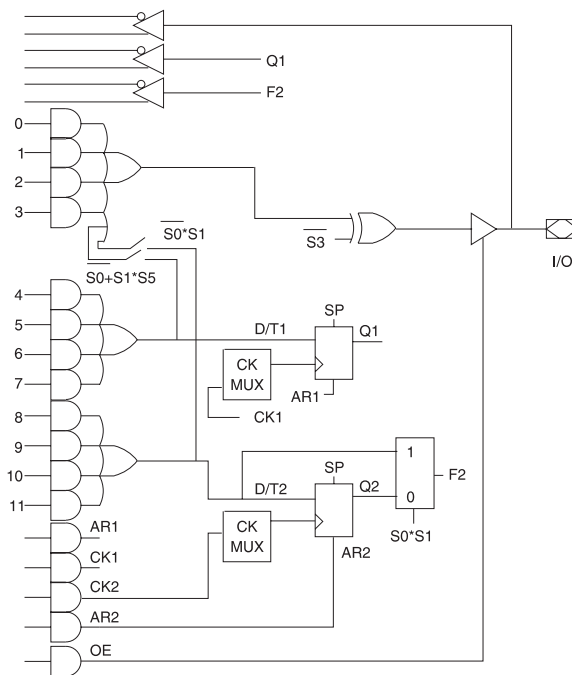 Q1
F2
0
1
2
3
S0*S1
S3
I/O
S0+S1*S5
4
5
6
7
SP
D/T1
Q1
CK
MUX
AR1
CK1
8
9
10
11
SP
1
D/T2
Q2
F2
0
CK
MUX
S0*S1
AR2
AR1
CK1
CK2
AR2
OE